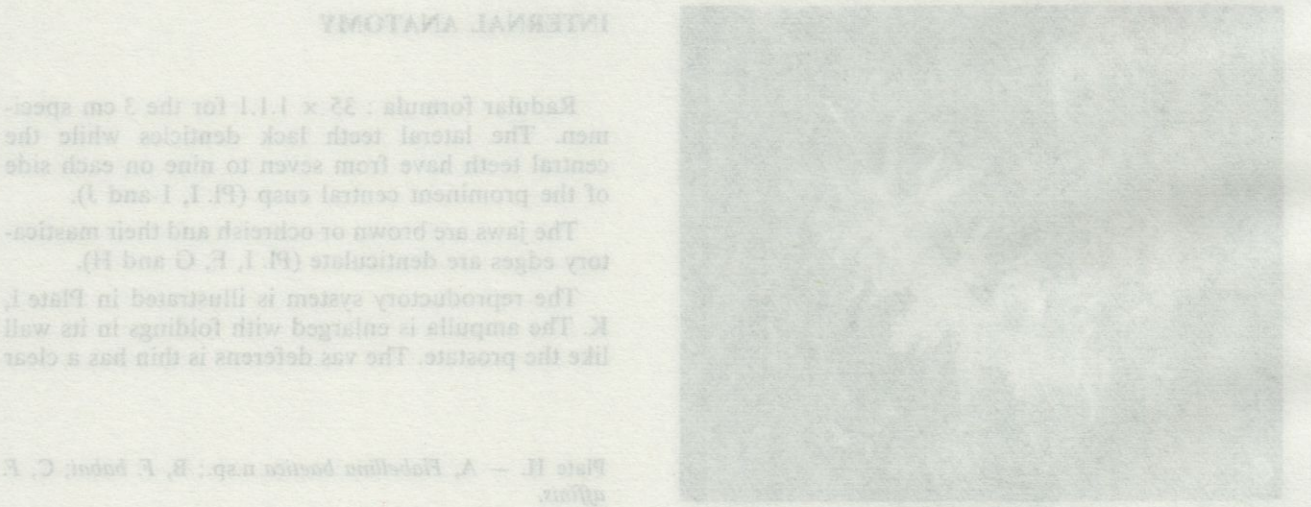 INTERNAL ANATOMY
Radular formula : 35 × 1.1.1 for the 3 cm speci-
men. The lateral teeth lack denticles while the
central teeth have from seven to nine on each side
of the prominent central cusp (Pl. I, I and J).
The jaws are brown or ochreish and their mastica-
tory edges are denticulate (Pl. I, F, G and H).
The reproductory system is illustrated in Plate I,
K. The ampulla is enlarged with foldings in its wall
like the prostate. The vas deferens is thin has a clear
Plate II. — A, Flabellina baetica n.sp.; B, F. babai; C, F.
affinis.